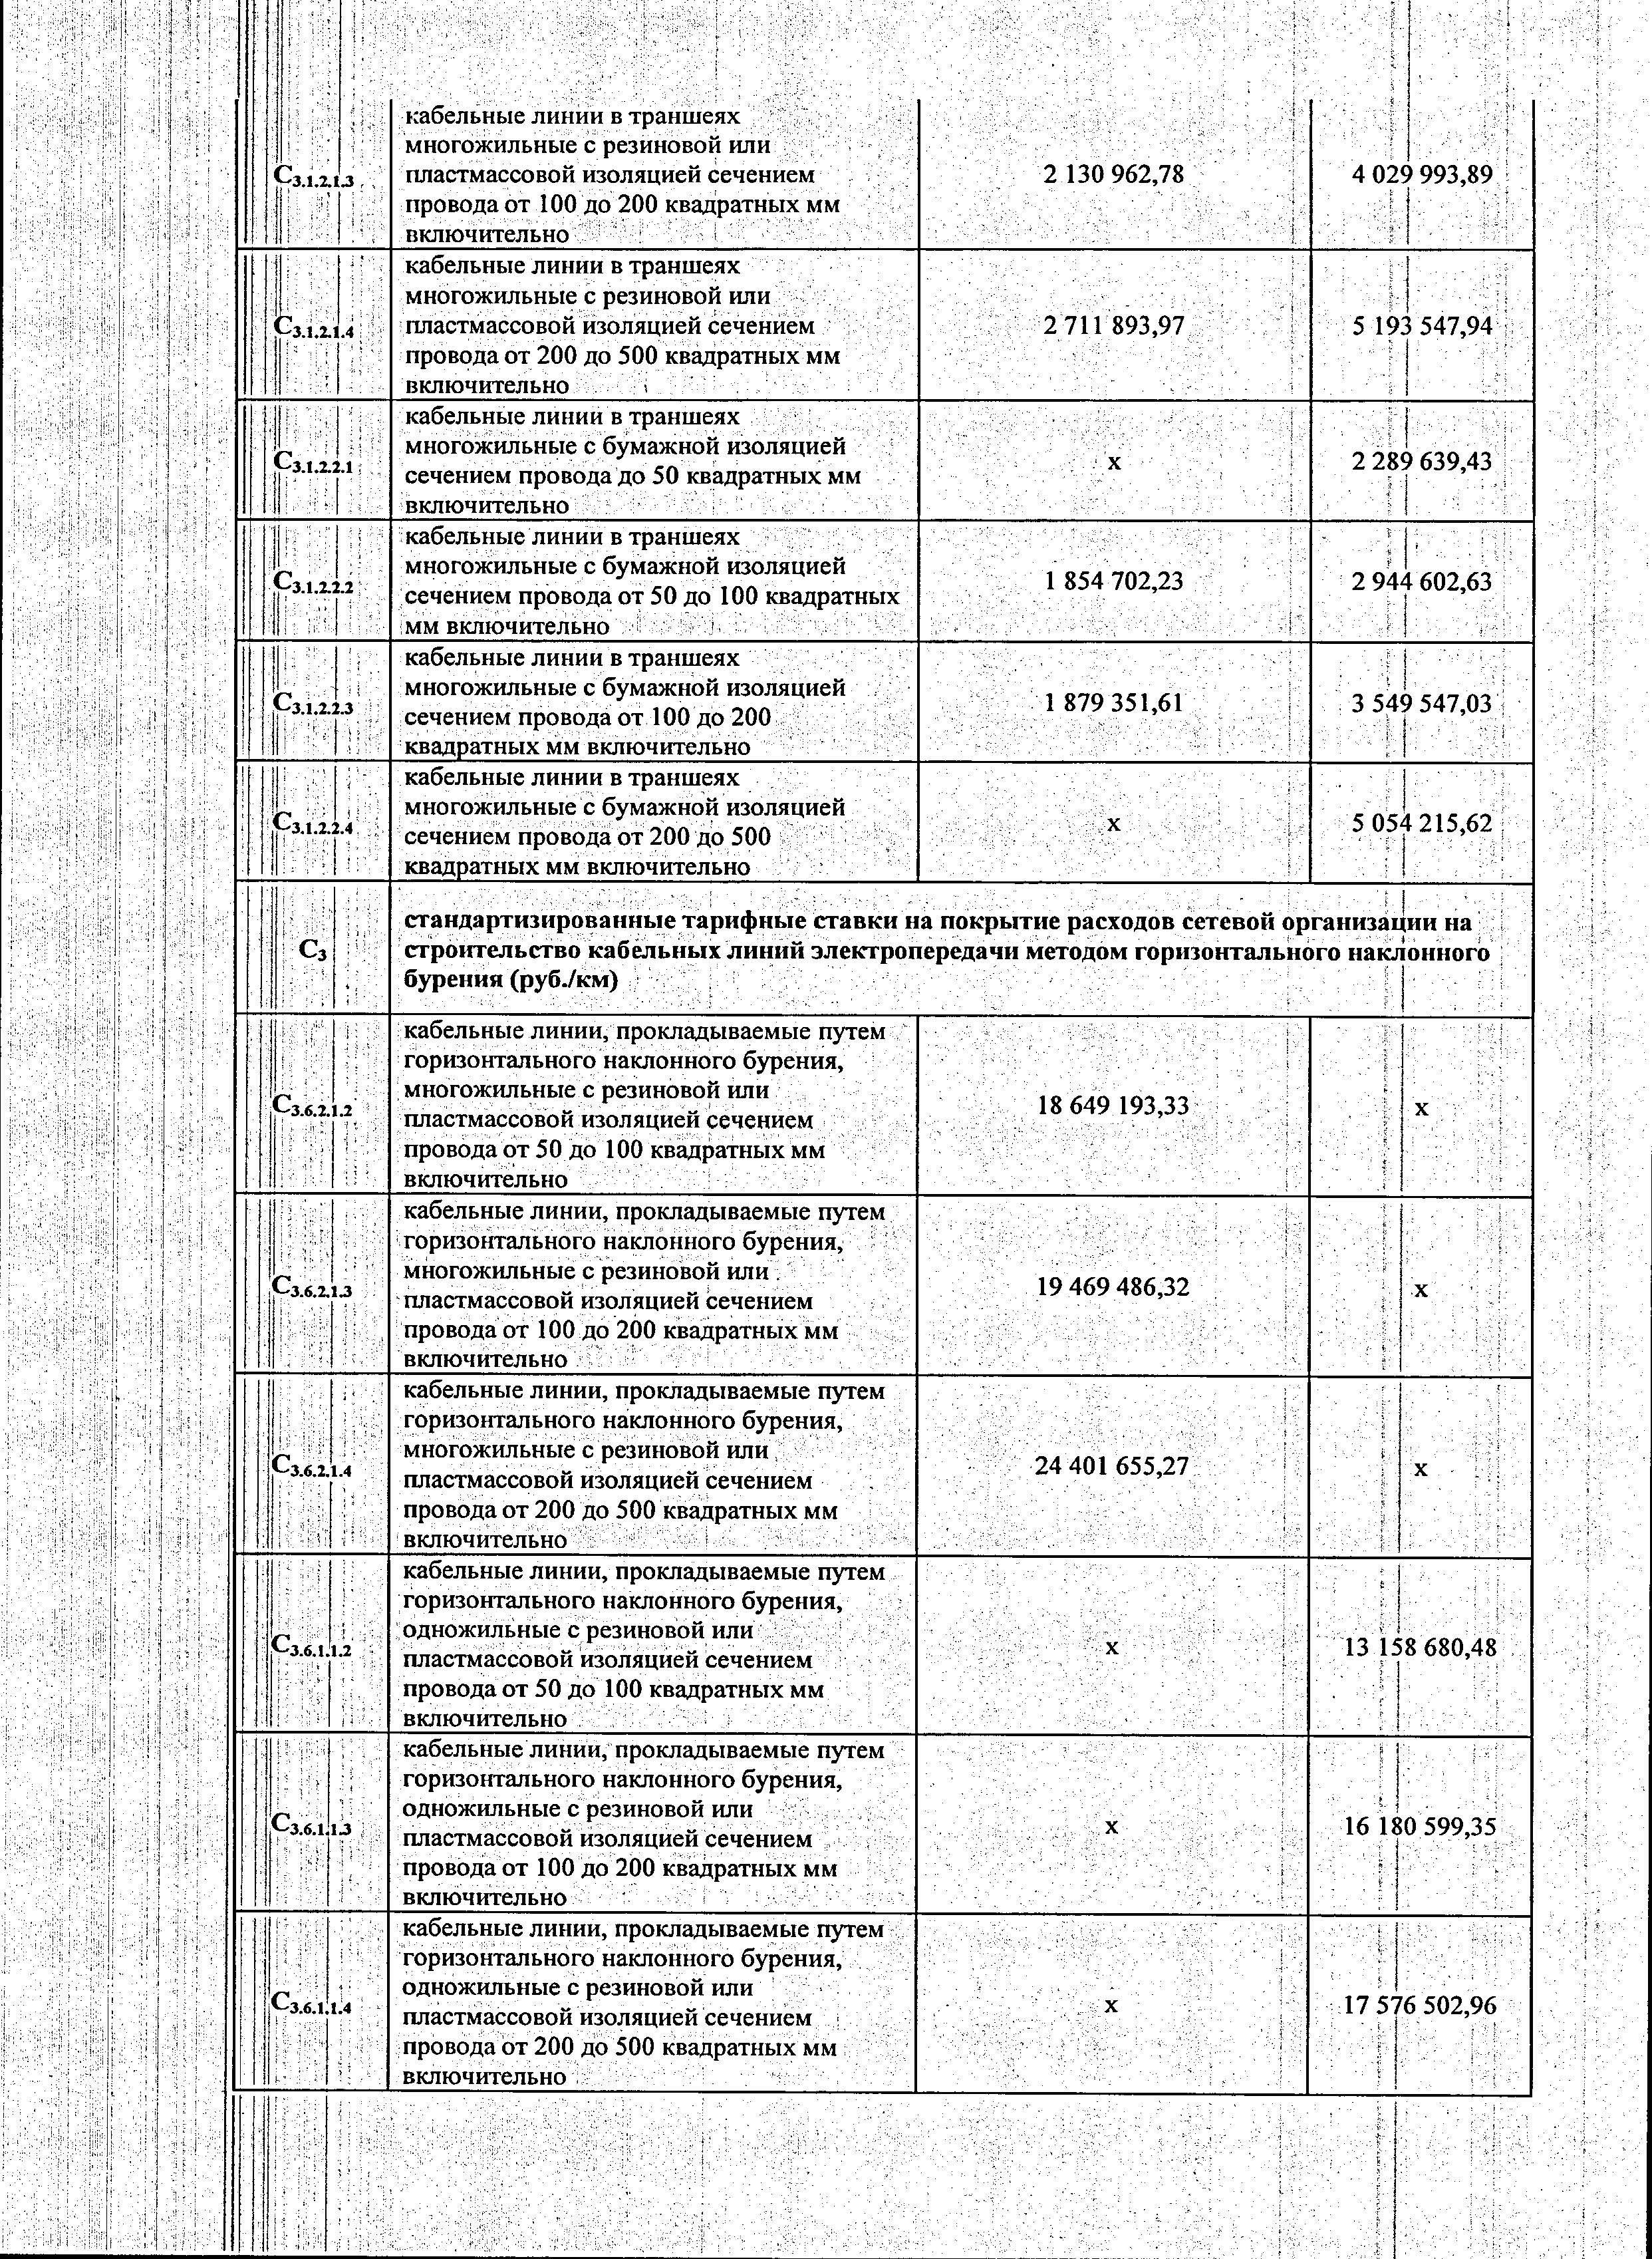 кабельные линии в траншеях
многожильные с резиновой или
C3.1.2.1.3 пластмассовой изоляцией сечением 2 130 962,78 4 029 993,89
провода от 100 до 200 квадратных мм
включительно
кабельные линии в траншеях
многожильные с резиновой или
C3.1.2.1.4 пластмассовой изоляцией сечением 2 711 893,97 5 193 547,94
провода от 200 до 500 квадратных мм
включительно
кабельные линии в траншеях
многожильные с бумажной изоляцией
C3.1.2.2.1 сечением провода до 50 квадратных мм x 2 289 639,43
включительно
кабельные линии в траншеях
многожильные с бумажной изоляцией
C3.1.2.2.2 сечением провода от 50 до 100 квадратных 1 854 702,23 2 944 602,63
мм включительно
кабельные линии в траншеях
многожильные с бумажной изоляцией
C3.1.2.2.3 сечением провода от 100 до 200 1 879 351,61 3 549 547,03
квадратных мм включительно
кабельные линии в траншеях
многожильные с бумажной изоляцией
C3.1.2.2.4 сечением провода от 200 до 500 x 5 054 215,62
квадратных мм включительно
стандартизированные тарифные ставки на покрытие расходов сетевой организации на
C3 строительство кабельных линий электропередачи методом горизонтального наклонного
бурения (руб./км)
кабельные линии, прокладываемые путем
горизонтального наклонного бурения,
C3.6.2.1.2 многожильные с резиновой или 18 649 193,33 x
пластмассовой изоляцией сечением
провода от 50 до 100 квадратных мм
включительно
кабельные линии, прокладываемые путем
горизонтального наклонного бурения,
C3.6.2.1.3 многожильные с резиновой или 19 469 486,32 x
пластмассовой изоляцией сечением
провода от 100 до 200 квадратных мм
включительно
кабельные линии, прокладываемые путем
горизонтального наклонного бурения,
C3.6.2.1.4 многожильные с резиновой или 24 401 655,27 x
пластмассовой изоляцией сечением
провода от 200 до 500 квадратных мм
включительно
кабельные линии, прокладываемые путем
горизонтального наклонного бурения,
C3.6.1.1.2 одножильные с резиновой или x 13 158 680,48
пластмассовой изоляцией сечением
провода от 50 до 100 квадратных мм
включительно
кабельные линии, прокладываемые путем
горизонтального наклонного бурения,
C3.6.1.1.3 одножильные с резиновой или x 16 180 599,35
пластмассовой изоляцией сечением
провода от 100 до 200 квадратных мм
включительно
кабельные линии, прокладываемые путем
горизонтального наклонного бурения,
C3.6.1.1.4 одножильные с резиновой или x 17 576 502,96
пластмассовой изоляцией сечением
провода от 200 до 500 квадратных мм
включительно